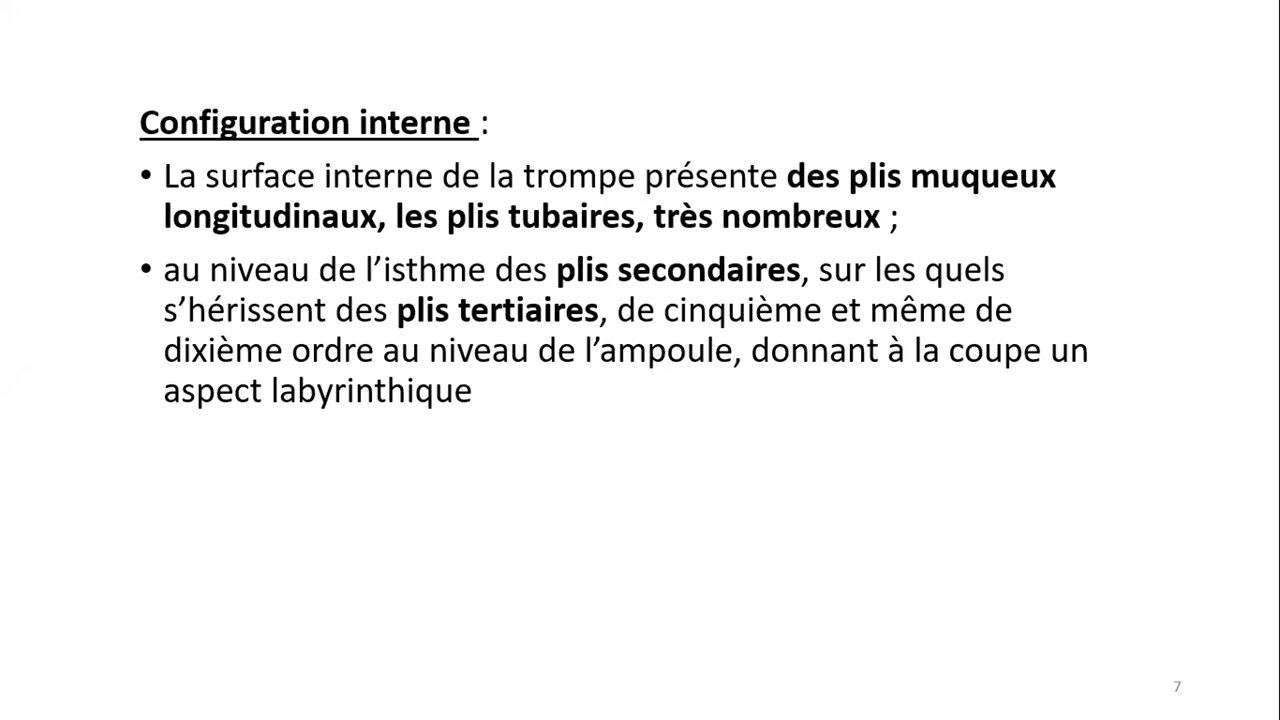 Configuration interne :
• La surface interne de la trompe présente des plis muqueux
longitudinaux, les plis tubaires, très nombreux ;
• au niveau de l’isthme des plis secondaires, sur les quels
s’hérissent des plis tertiaires, de cinquième et même de
dixième ordre au niveau de l’ampoule, donnant à la coupe un
aspect labyrinthique
7